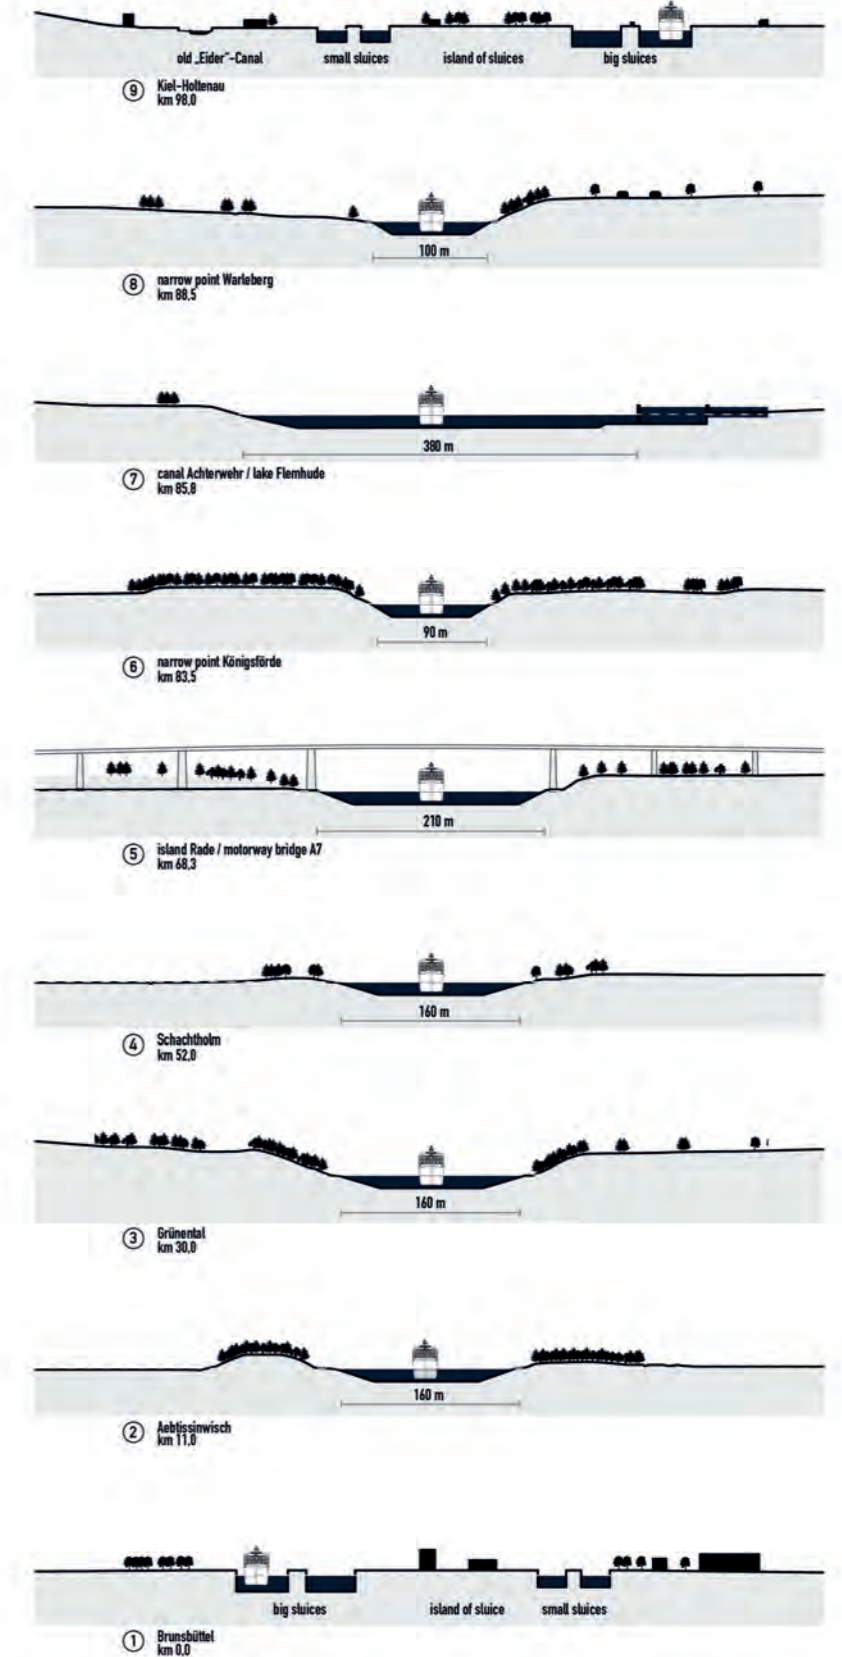 old „Eider"-Canal small sluices island of sluices big sluices
9 Kiel-Holtenau
km 98,0
100 m
8 narrow point Warleberg
km 88,5
380 m
7 canal Achterwehr / lake Flemhude
km 85,8
90 m
6 narrow point Königsförde
km 83,5
210 m
5 island Rade / motorway bridge A7
km 68,3
160 m
4 Schachtholm
km 52,0
160 m
3 Grünental
km 30,0
160 m
2 Aebtissinwisch
km 11,0
big sluices island of sluice small sluices
1 Brunsbüttel
km 0,0